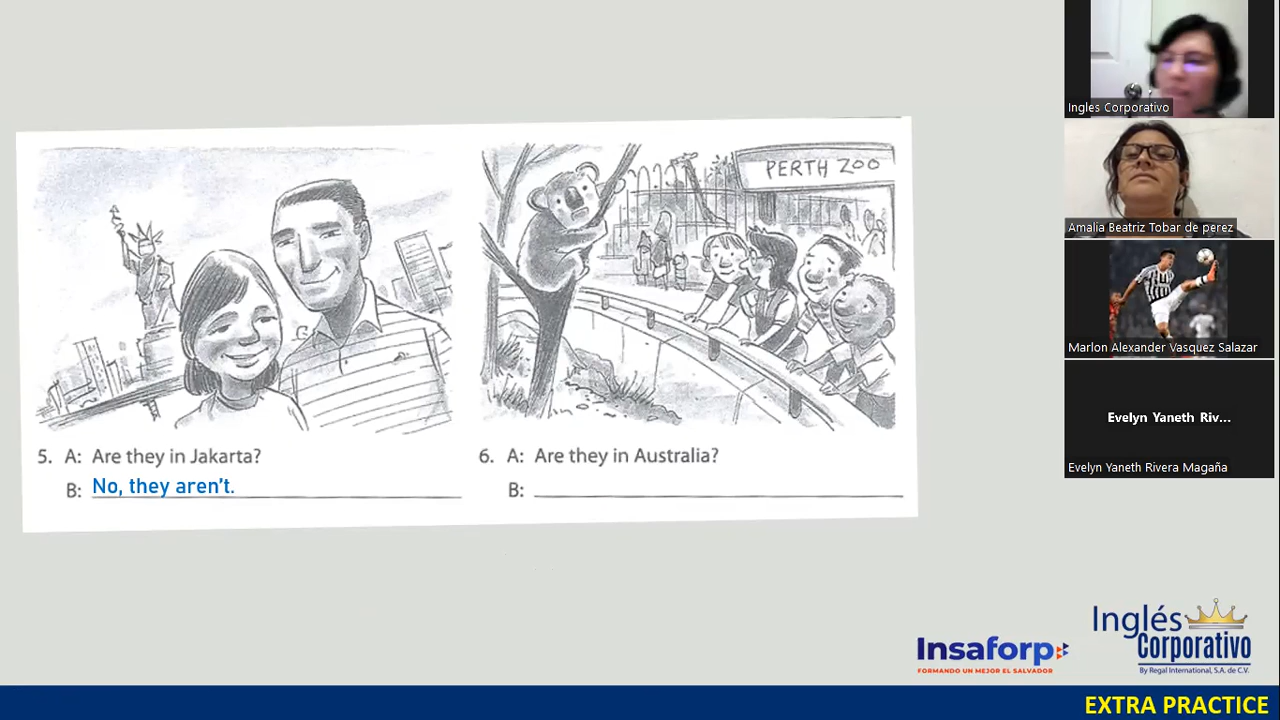 PERTH ZOO
5. A: Are they in Jakarta?
B: No, they aren't.
6. A: Are they in Australia?
B:
Ingles Corporativo
Amalia Beatriz Tobar de perez
Marlon Alexander Vasquez Salazar
Evelyn Yaneth Riv...
Evelyn Yaneth Rivera Magaña
Insaforp
FORMANDO UN MEJOR EL SALVADOR
Inglés
Corporativo
By Regal International, S.A. de C.V.
EXTRA PRACTICE